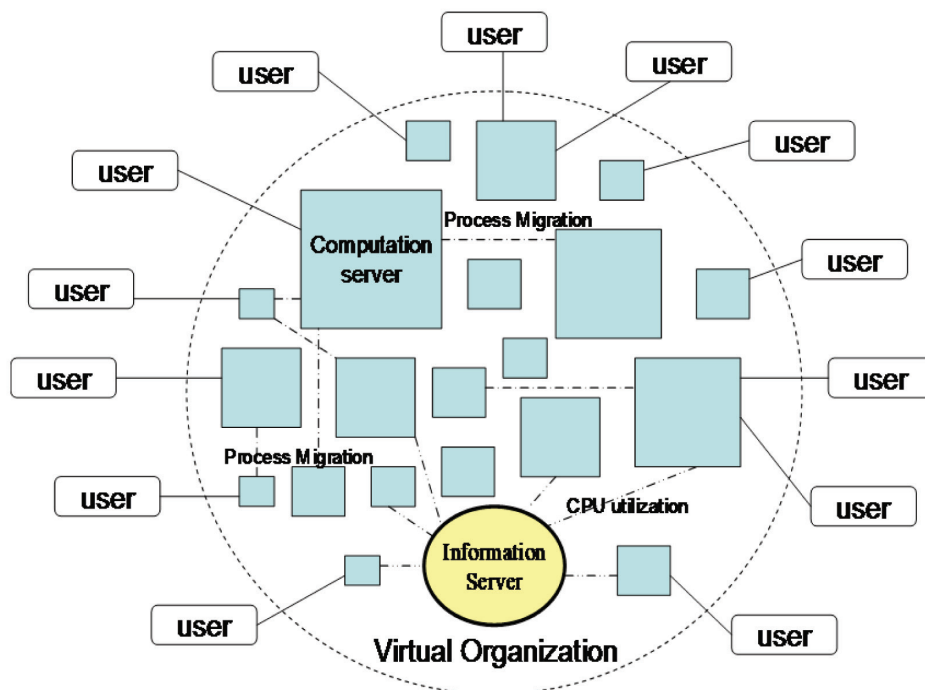 user
user
user
user
user
user
Process Migration
Computation
server
user
user
user
user
Process Migration
user
CPU utilization
user
Information
Server
user
user
Virtual Organization